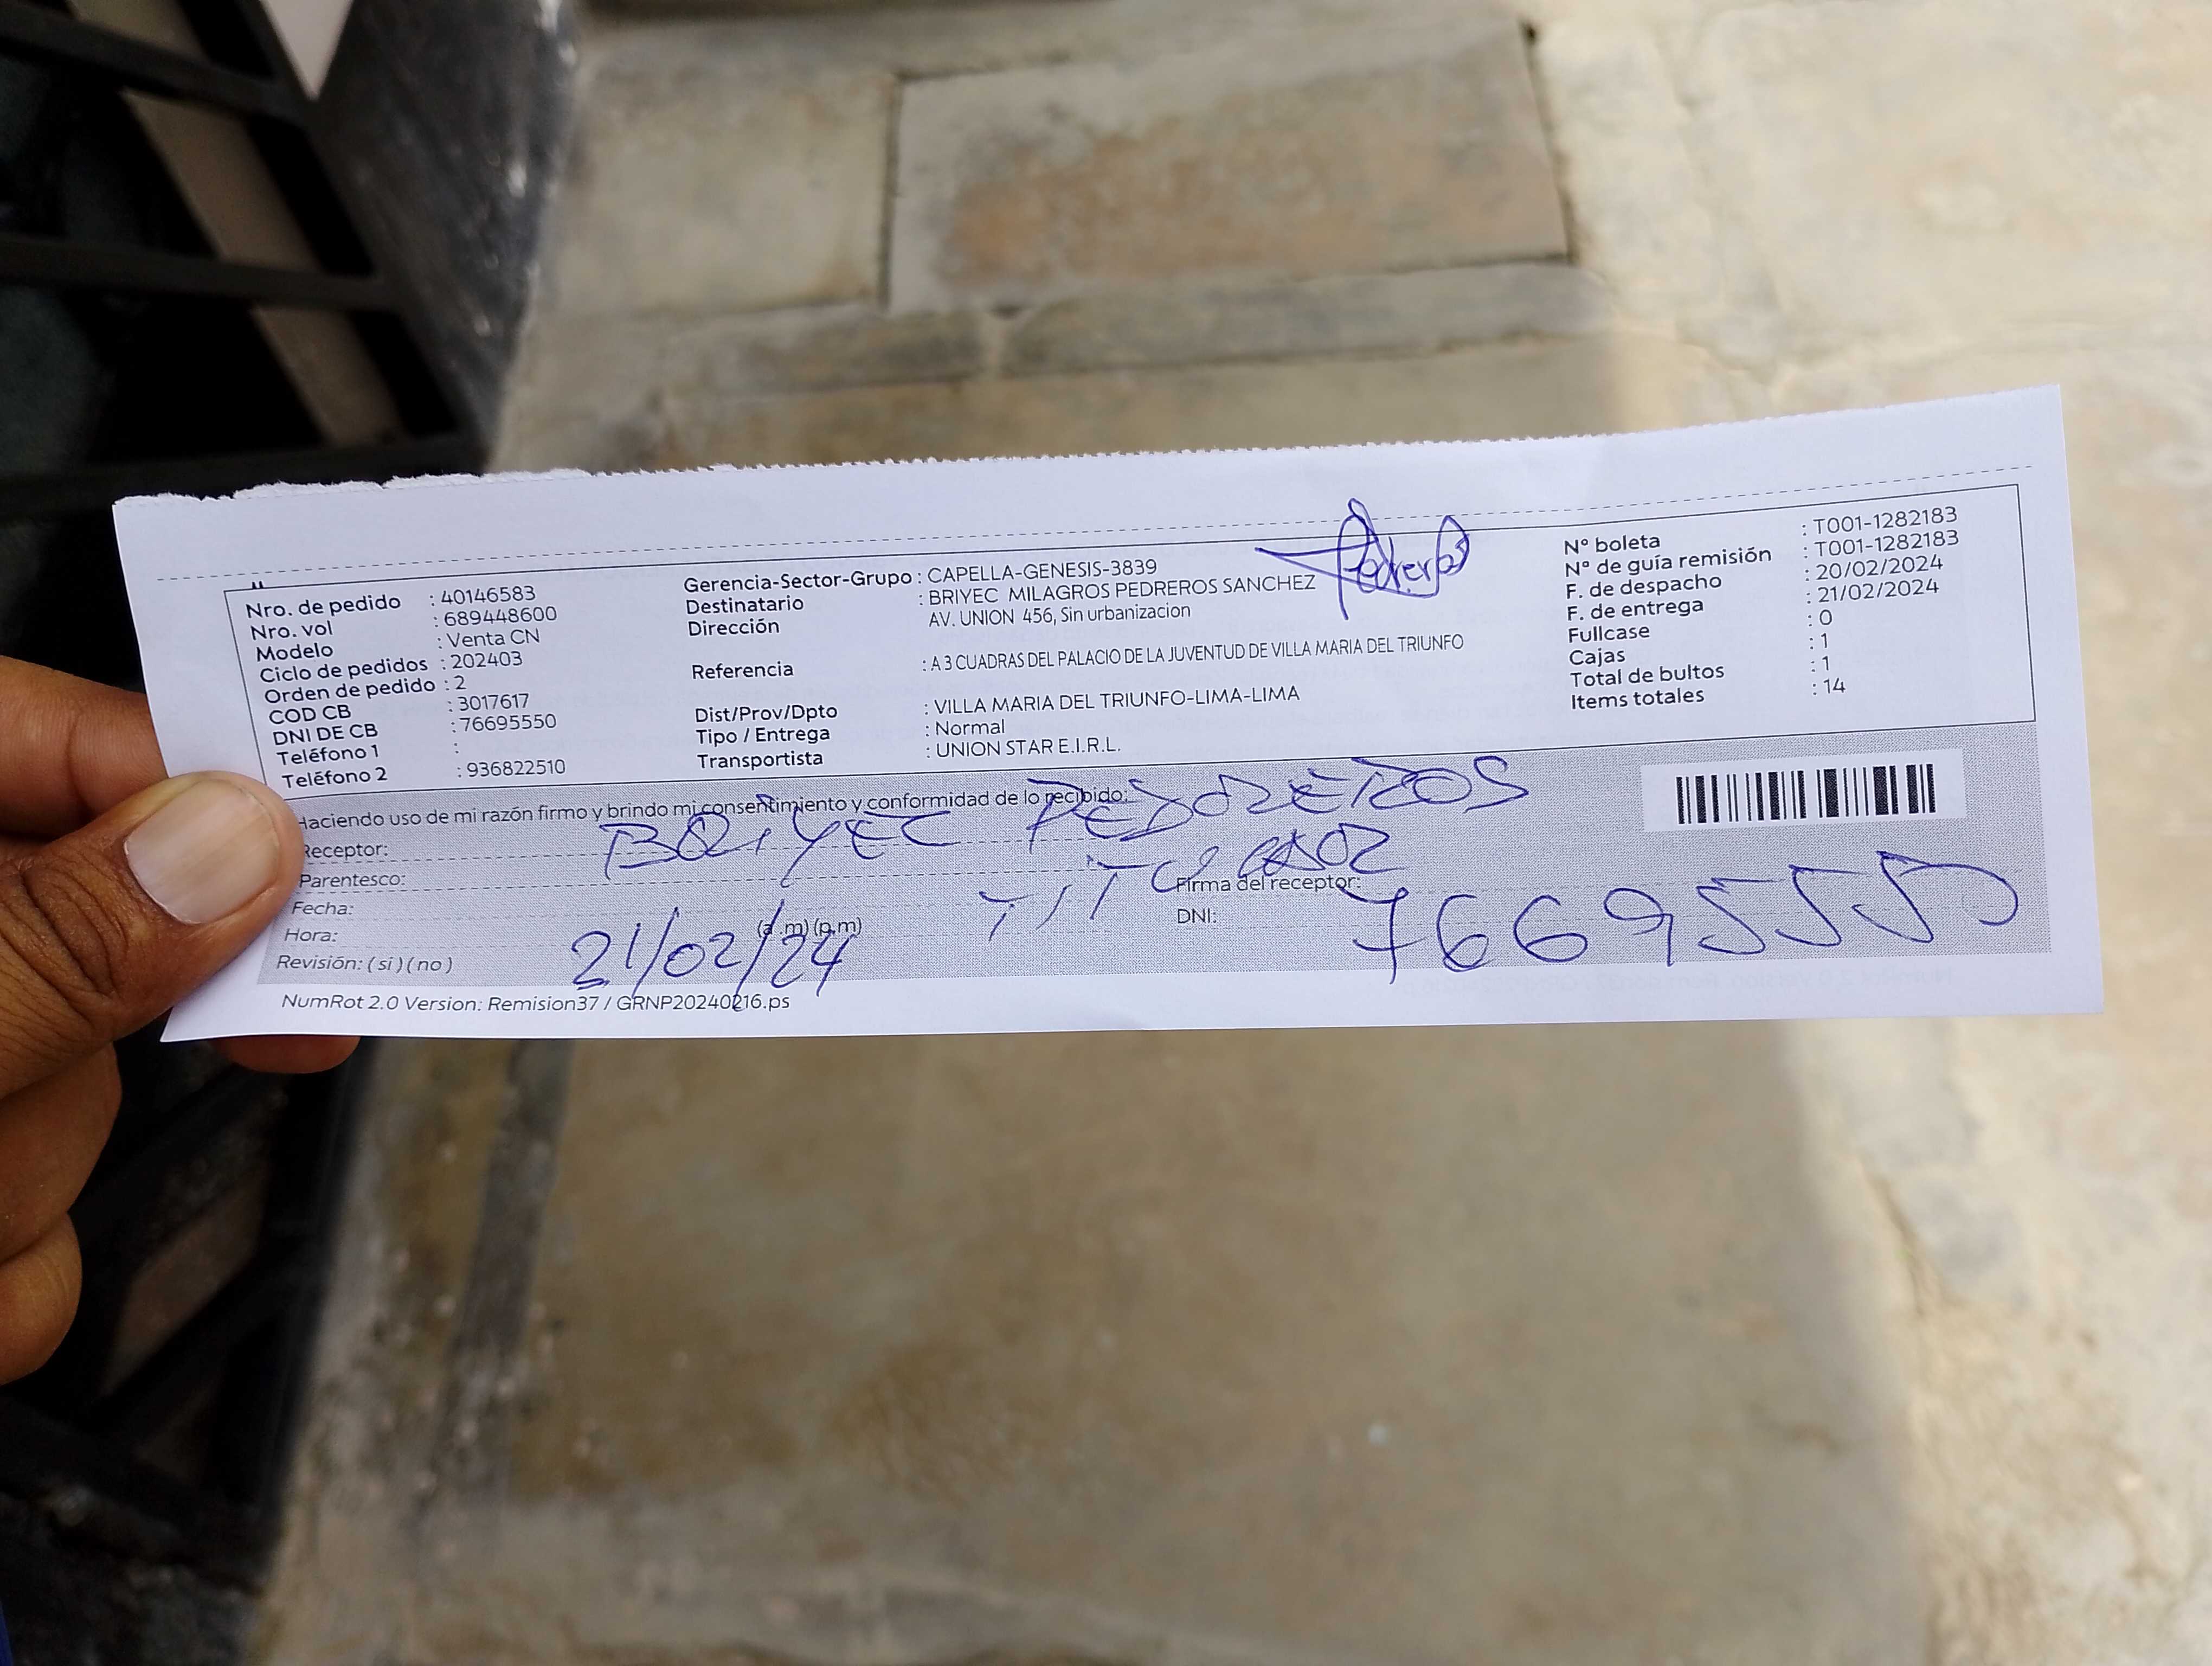 Nro. de pedido : 40146583
Nro. vol : 689448600
Modelo : Venta CN
Ciclo de pedidos : 202403
Orden de pedido : 2
COD CB : 3017617
DNI DE CB : 76695550
Teléfono 1 :
Teléfono 2 : 936822510
Gerencia-Sector-Grupo : CAPELLA-GENESIS-3839
Destinatario : BRIYEC MILAGROS PEDREROS SANCHEZ
Dirección AV. UNION 456, Sin urbanizacion
Referencia : A 3 CUADRAS DEL PALACIO DE LA JUVENTUD DE VILLA MARIA DEL TRIUNFO
Dist/Prov/Dpto : VILLA MARIA DEL TRIUNFO-LIMA-LIMA
Tipo / Entrega : Normal
Transportista : UNION STAR E.I.R.L.
Pedreros
N° boleta : T001-1282183
N° de guía remisión : T001-1282183
F. de despacho : 20/02/2024
F. de entrega : 21/02/2024
Fullcase : 0
Cajas : 1
Total de bultos : 1
Items totales : 14
Haciendo uso de mi razón firmo y brindo mi consentimiento y conformidad de lo recibido:
Receptor: BRIYEC PEDREROS
Parentesco: TITULAR
Fecha: 21/02/24
Hora: (a .m) (p.m)
Revisión: ( si ) ( no )
Firma del receptor:
DNI: 76695550
NumRot 2.0 Version: Remision37 / GRNP20240216.ps